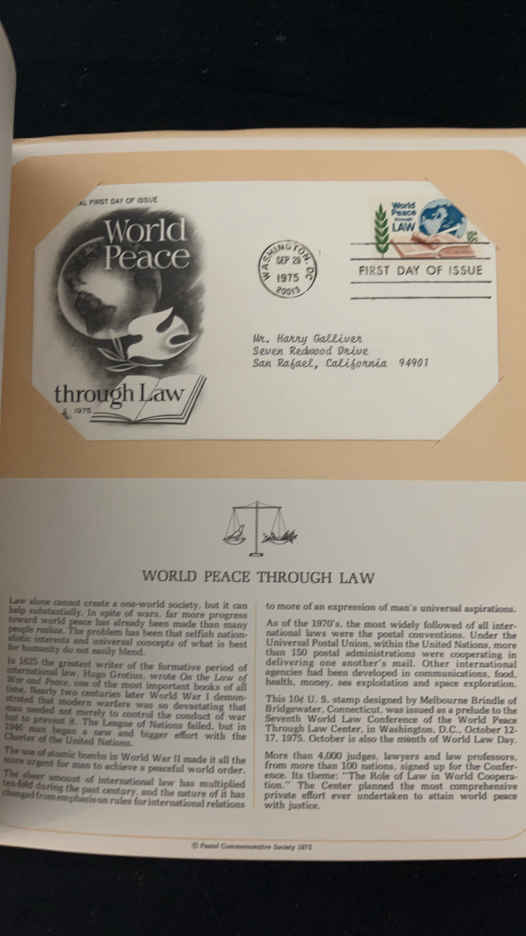 AL FIRST DAY OF ISSUE
World
Peace
through Law
1975
WASHINGTON, DC
SEP 29
1975
20013
World
Peace
through
LAW
FIRST DAY OF ISSUE
Mr. Harry Galliver
Seven Redwood Drive
San Rafael, California 94901
WORLD PEACE THROUGH LAW
Law alone cannot create a one-world society, but it can
help substantially. In spite of wars, far more progress
toward world peace has already been made than many
people realize. The problem has been that selfish nation-
alistic interests and universal concepts of what is best
for humanity do not easily blend.
In 1625 the greatest writer of the formative period of
international law, Hugo Grotius, wrote On the Law of
War and Peace, one of the most important books of all
time. Nearly two centuries later World War I demon-
strated that modern warfare was so devastating that
man needed not merely to control the conduct of war
but to prevent it. The League of Nations failed, but in
1946 man began a new and bigger effort with the
Charter of the United Nations.
The use of atomic bombs in World War II made it all the
more urgent for man to achieve a peaceful world order.
The sheer amount of international law has multiplied
ten-fold during the past century, and the nature of it has
changed from emphasis on rules for international relations
to more of an expression of man's universal aspirations.
As of the 1970's, the most widely followed of all inter-
national laws were the postal conventions. Under the
Universal Postal Union, within the United Nations, more
than 150 postal administrations were cooperating in
delivering one another's mail. Other international
agencies had been developed in communications, food,
health, money, sea exploitation and space exploration.
This 10¢ U. S. stamp designed by Melbourne Brindle of
Bridgewater, Connecticut, was issued as a prelude to the
Seventh World Law Conference of the World Peace
Through Law Center, in Washington, D.C., October 12-
17, 1975. October is also the month of World Law Day.
More than 4,000 judges, lawyers and law professors,
from more than 100 nations, signed up for the Confer-
ence. Its theme: "The Role of Law in World Coopera-
tion." The Center planned the most comprehensive
private effort ever undertaken to attain world peace
with justice.
© Postal Commemorative Society 1975